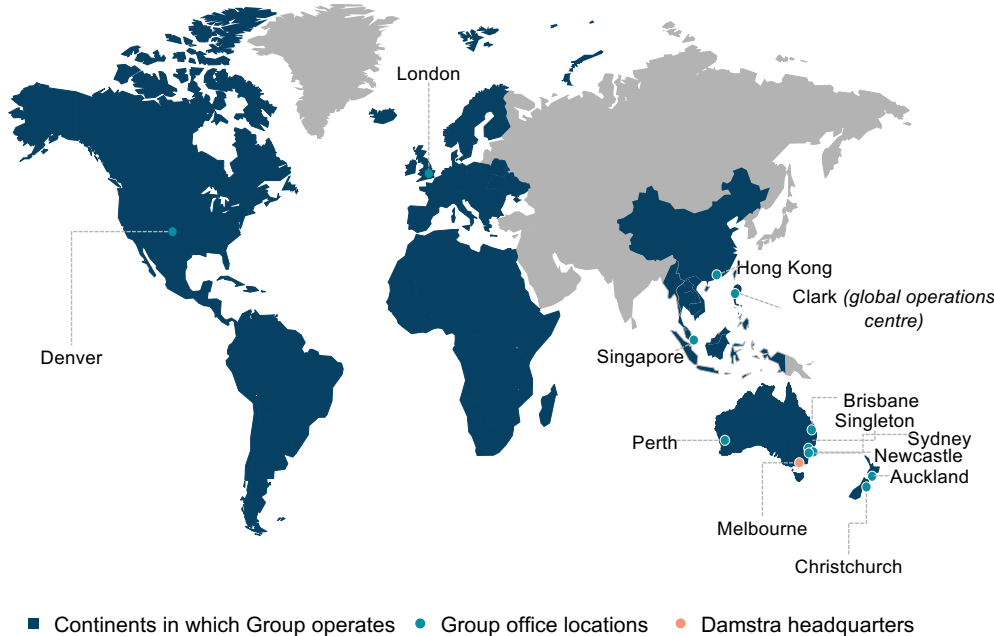 London
Hong Kong
Clark (global operations
centre)
Denver
Singapore
Brisbane
Singleton
Perth
Sydney
Newcastle
Auckland
Melbourne
Christchurch
Continents in which Group operates
Group office locations
Damstra headquarters